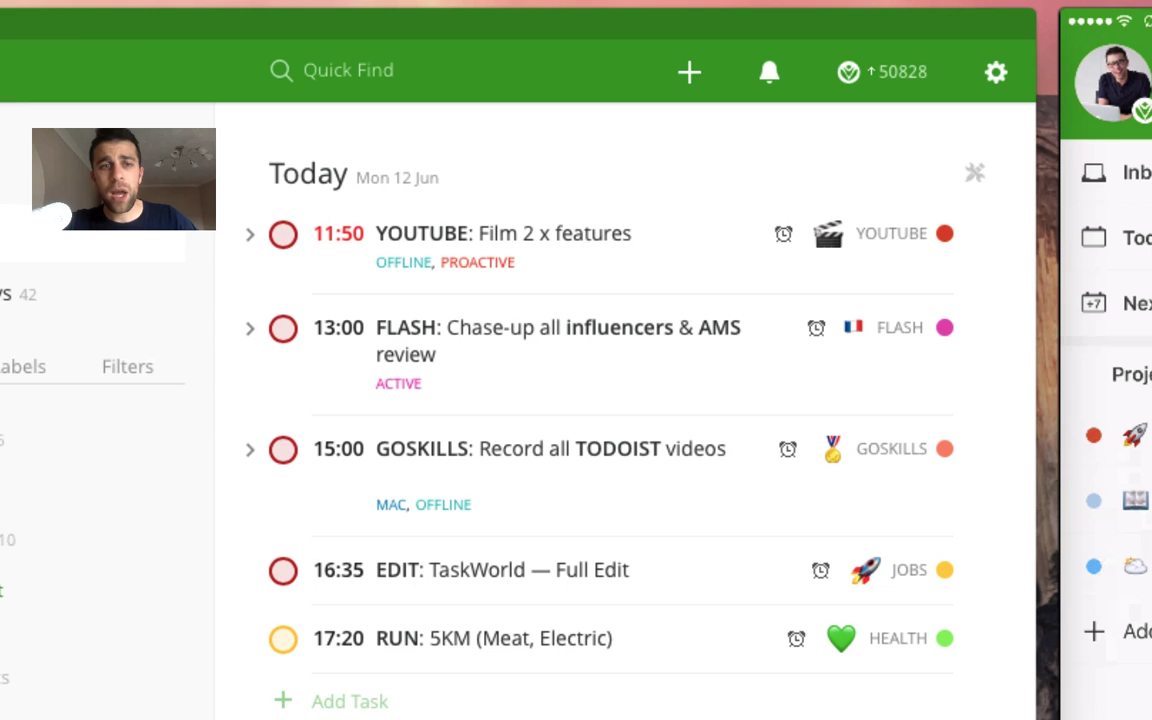 Quick Find
↑50828
Today Mon 12 Jun
11:50 YOUTUBE: Film 2 x features YOUTUBE
OFFLINE, PROACTIVE
13:00 FLASH: Chase-up all influencers & AMS FLASH
review
ACTIVE
15:00 GOSKILLS: Record all TODOIST videos GOSKILLS
MAC, OFFLINE
16:35 EDIT: TaskWorld — Full Edit JOBS
17:20 RUN: 5KM (Meat, Electric) HEALTH
Add Task
42
abels Filters
10
Inb
Tod
+7 Nex
Proje
Add